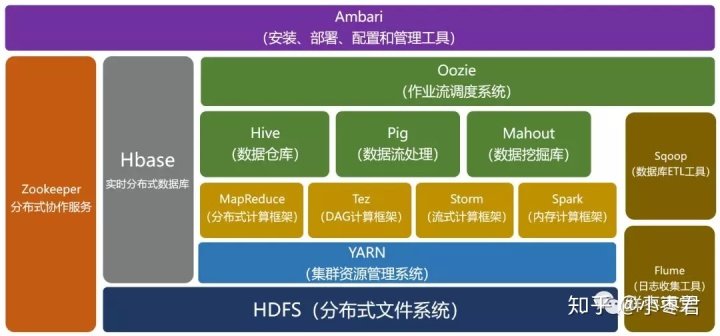 Ambari
(安装、部署、配置和管理工具)
Oozie
(作业流调度系统)
Zookeeper
分布式协作服务
Hbase
实时分布式数据库
Hive
(数据仓库)
Pig
(数据流处理)
Mahout
(数据挖掘库)
Sqoop
(数据库ETL工具)
MapReduce
(分布式计算框架)
Tez
(DAG计算框架)
Storm
(流式计算框架)
Spark
(内存计算框架)
YARN
(集群资源管理系统)
Flume
(日志收集工具)
HDFS（分布式文件系统）
知乎 @小枣君